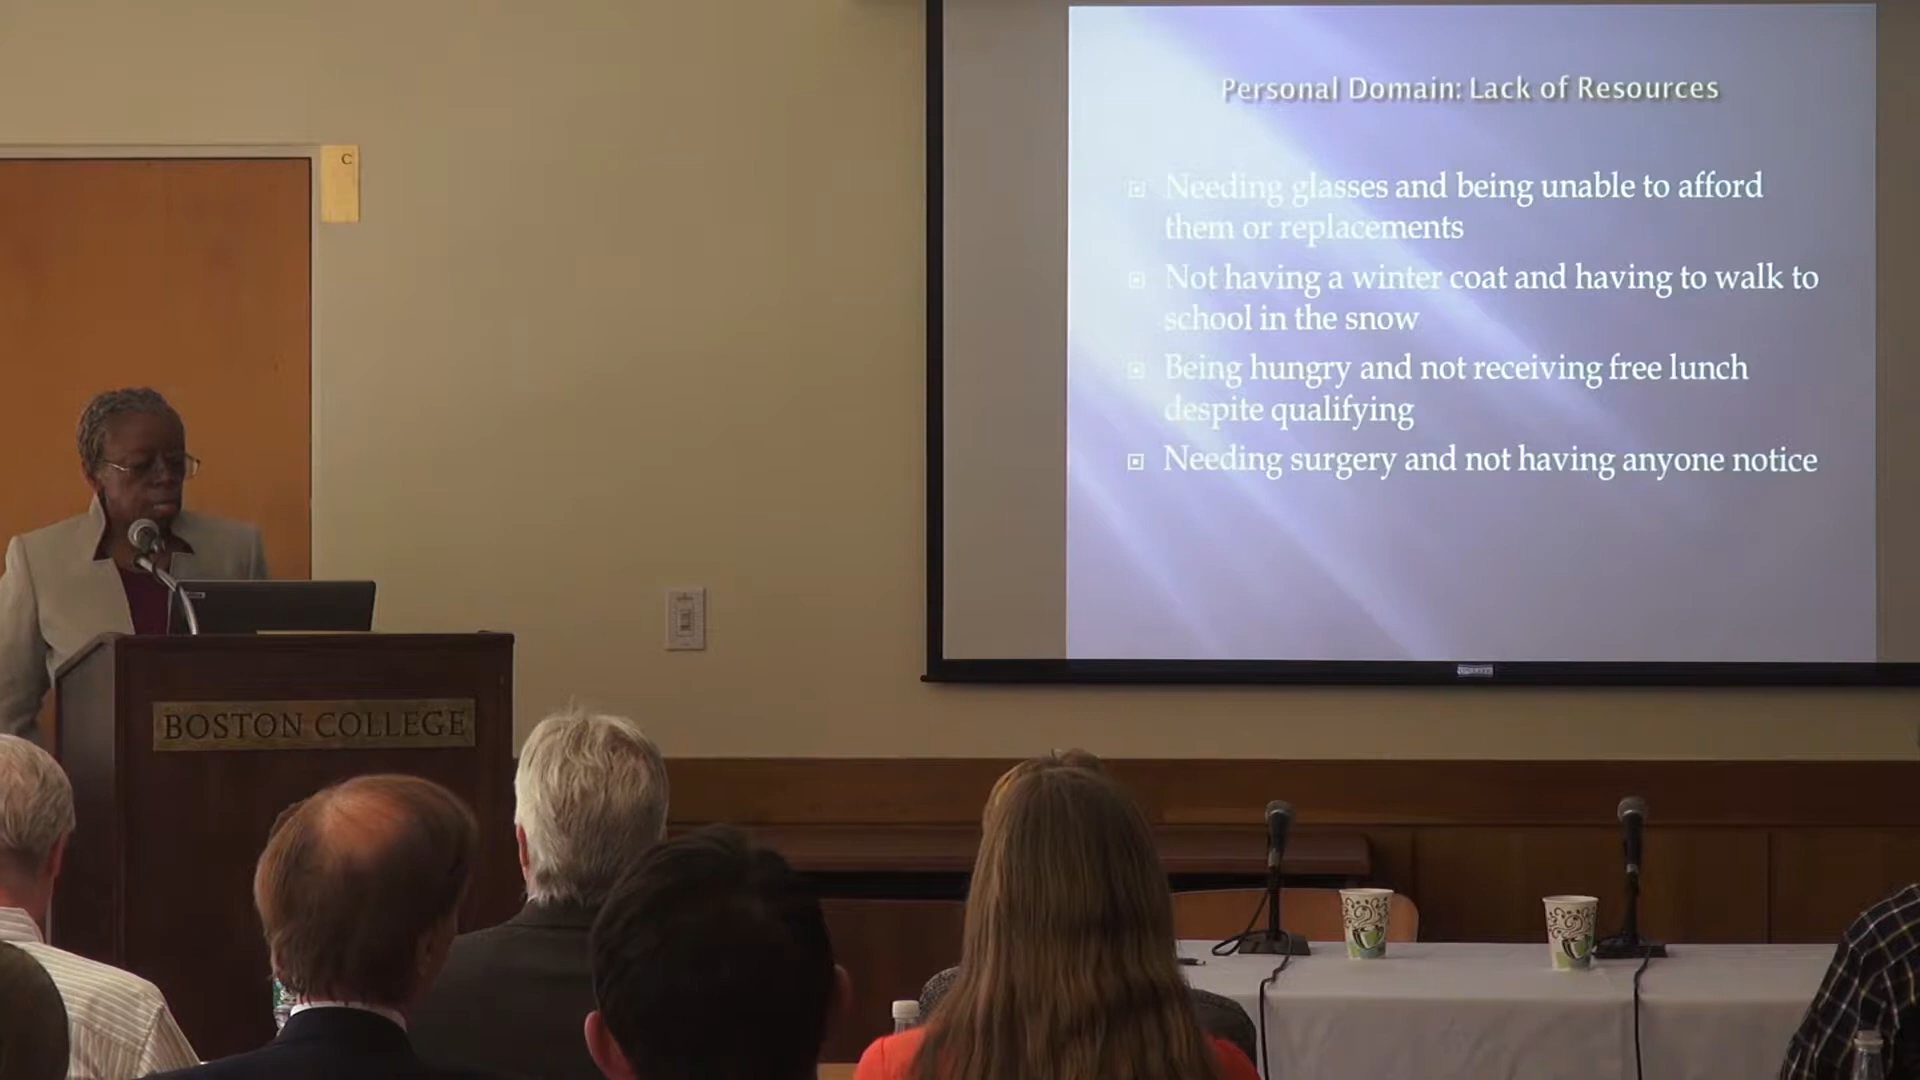 C
Personal Domain: Lack of Resources
Needing glasses and being unable to afford
them or replacements
Not having a winter coat and having to walk to
school in the snow
Being hungry and not receiving free lunch
despite qualifying
Needing surgery and not having anyone notice
BOSTON COLLEGE